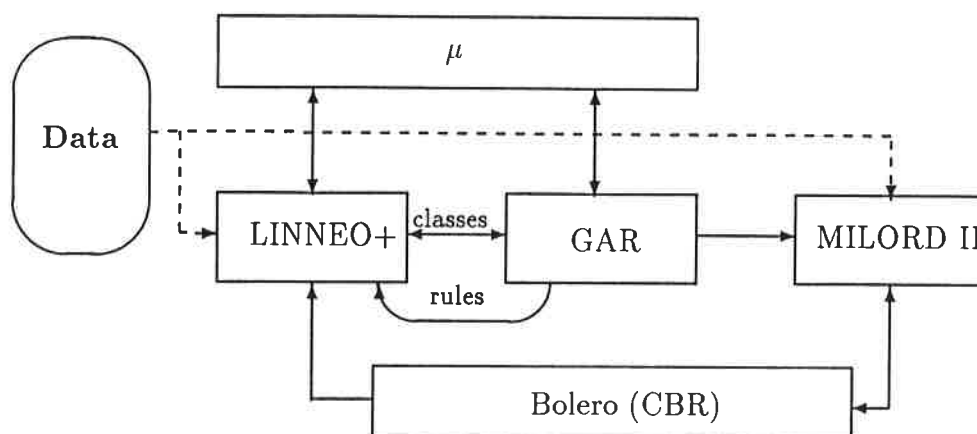 μ
Data
LINNEO+
classes
GAR
MILORD II
rules
Bolero (CBR)